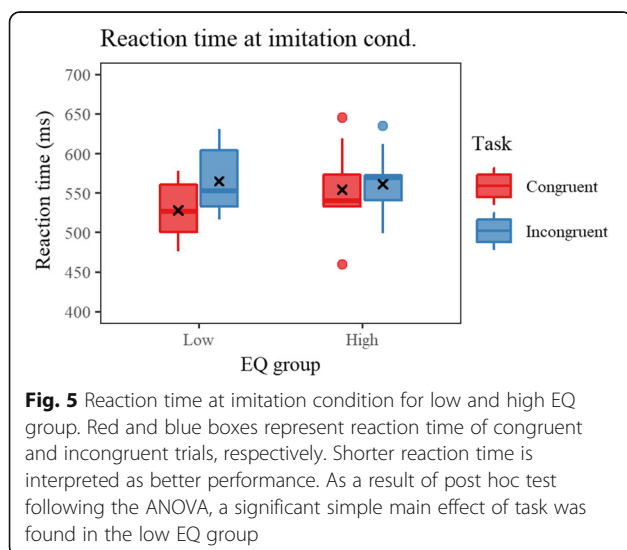 Reaction time at imitation cond.
700
650
600
550
500
450
400
Reaction time (ms)
Low
High
EQ group
Task
Congruent
Incongruent
Fig. 5 Reaction time at imitation condition for low and high EQ
group. Red and blue boxes represent reaction time of congruent
and incongruent trials, respectively. Shorter reaction time is
interpreted as better performance. As a result of post hoc test
following the ANOVA, a significant simple main effect of task was
found in the low EQ group